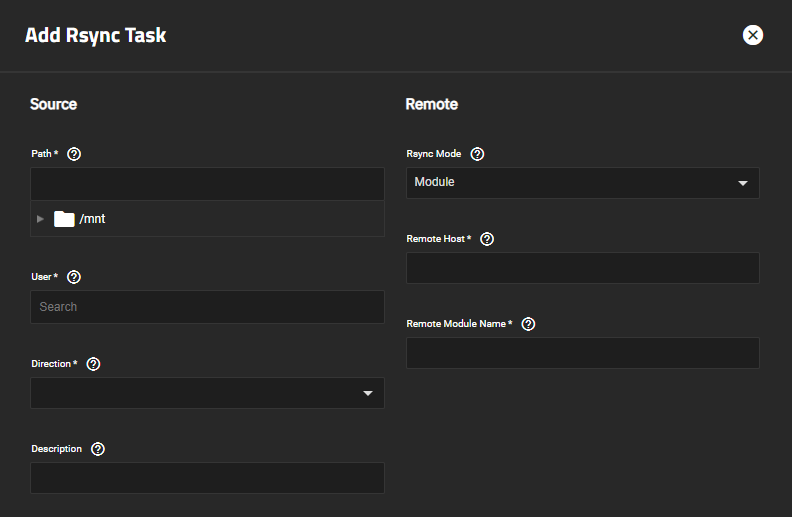 Add Rsync Task
Source
Path *
/mnt
User *
Search
Direction *
Description
Remote
Rsync Mode
Module
Remote Host *
Remote Module Name *